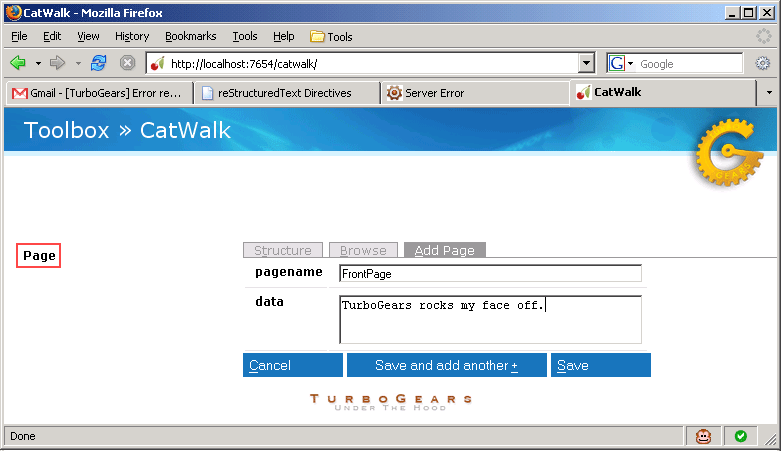 CatWalk - Mozilla Firefox
File Edit View History Bookmarks Tools Help Tools
http://localhost:7654/catwalk/
G Google
Gmail - [TurboGears] Error re... reStructuredText Directives Server Error CatWalk
Toolbox » CatWalk
GEARS
Page
Structure Browse Add Page
pagename FrontPage
data TurboGears rocks my face off.
Cancel Save and add another + Save
TURBOGEARS
UNDER THE HOOD
Done